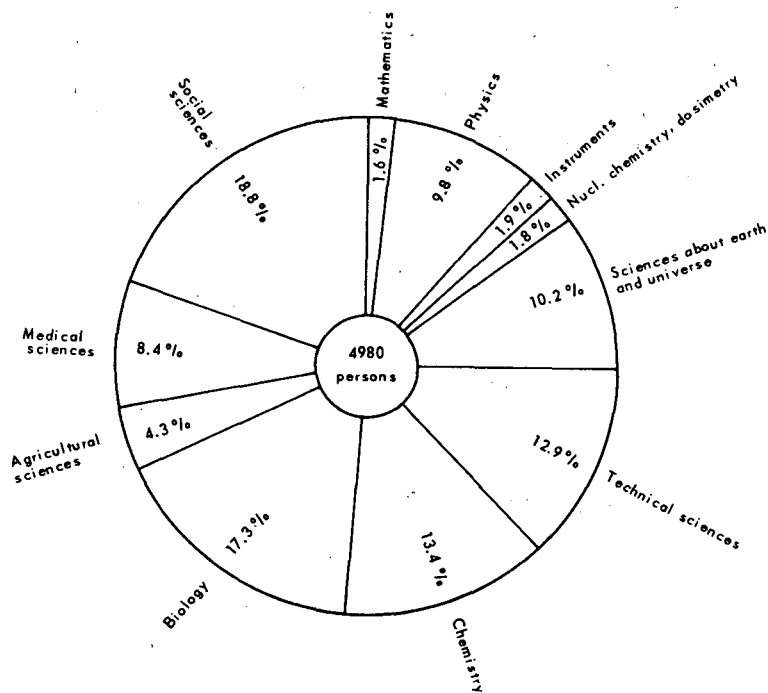 Mathematics
1.6 %
Physics
9.8 %
Instruments
1.9 %
Nucl. chemistry, dosimetry
1.8 %
Sciences about earth
and universe
10.2 %
Technical sciences
12.9 %
Chemistry
13.4 %
Biology
17.3 %
Agricultural
sciences
4.3 %
Medical
sciences
8.4 %
Social
sciences
18.8 %
4980
persons